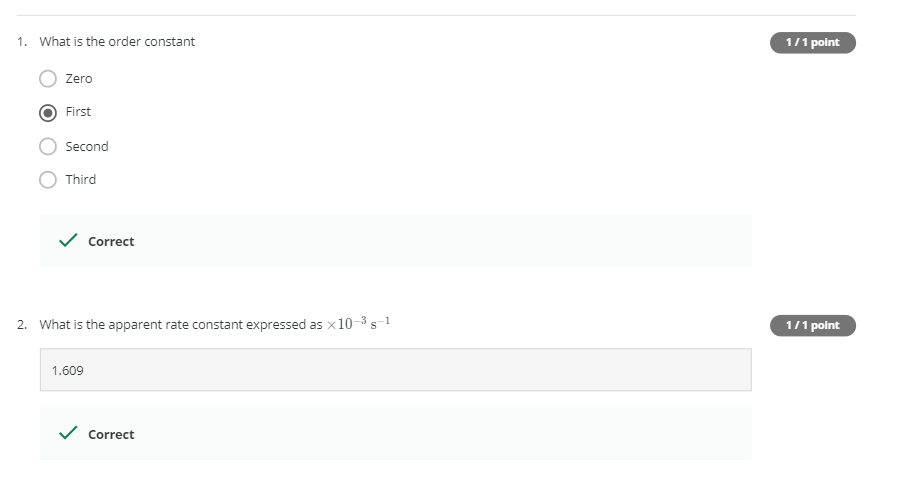 1. What is the order constant 1 / 1 point
Zero
First
Second
Third
Correct
2. What is the apparent rate constant expressed as ×10⁻³ s⁻¹ 1 / 1 point
1.609
Correct